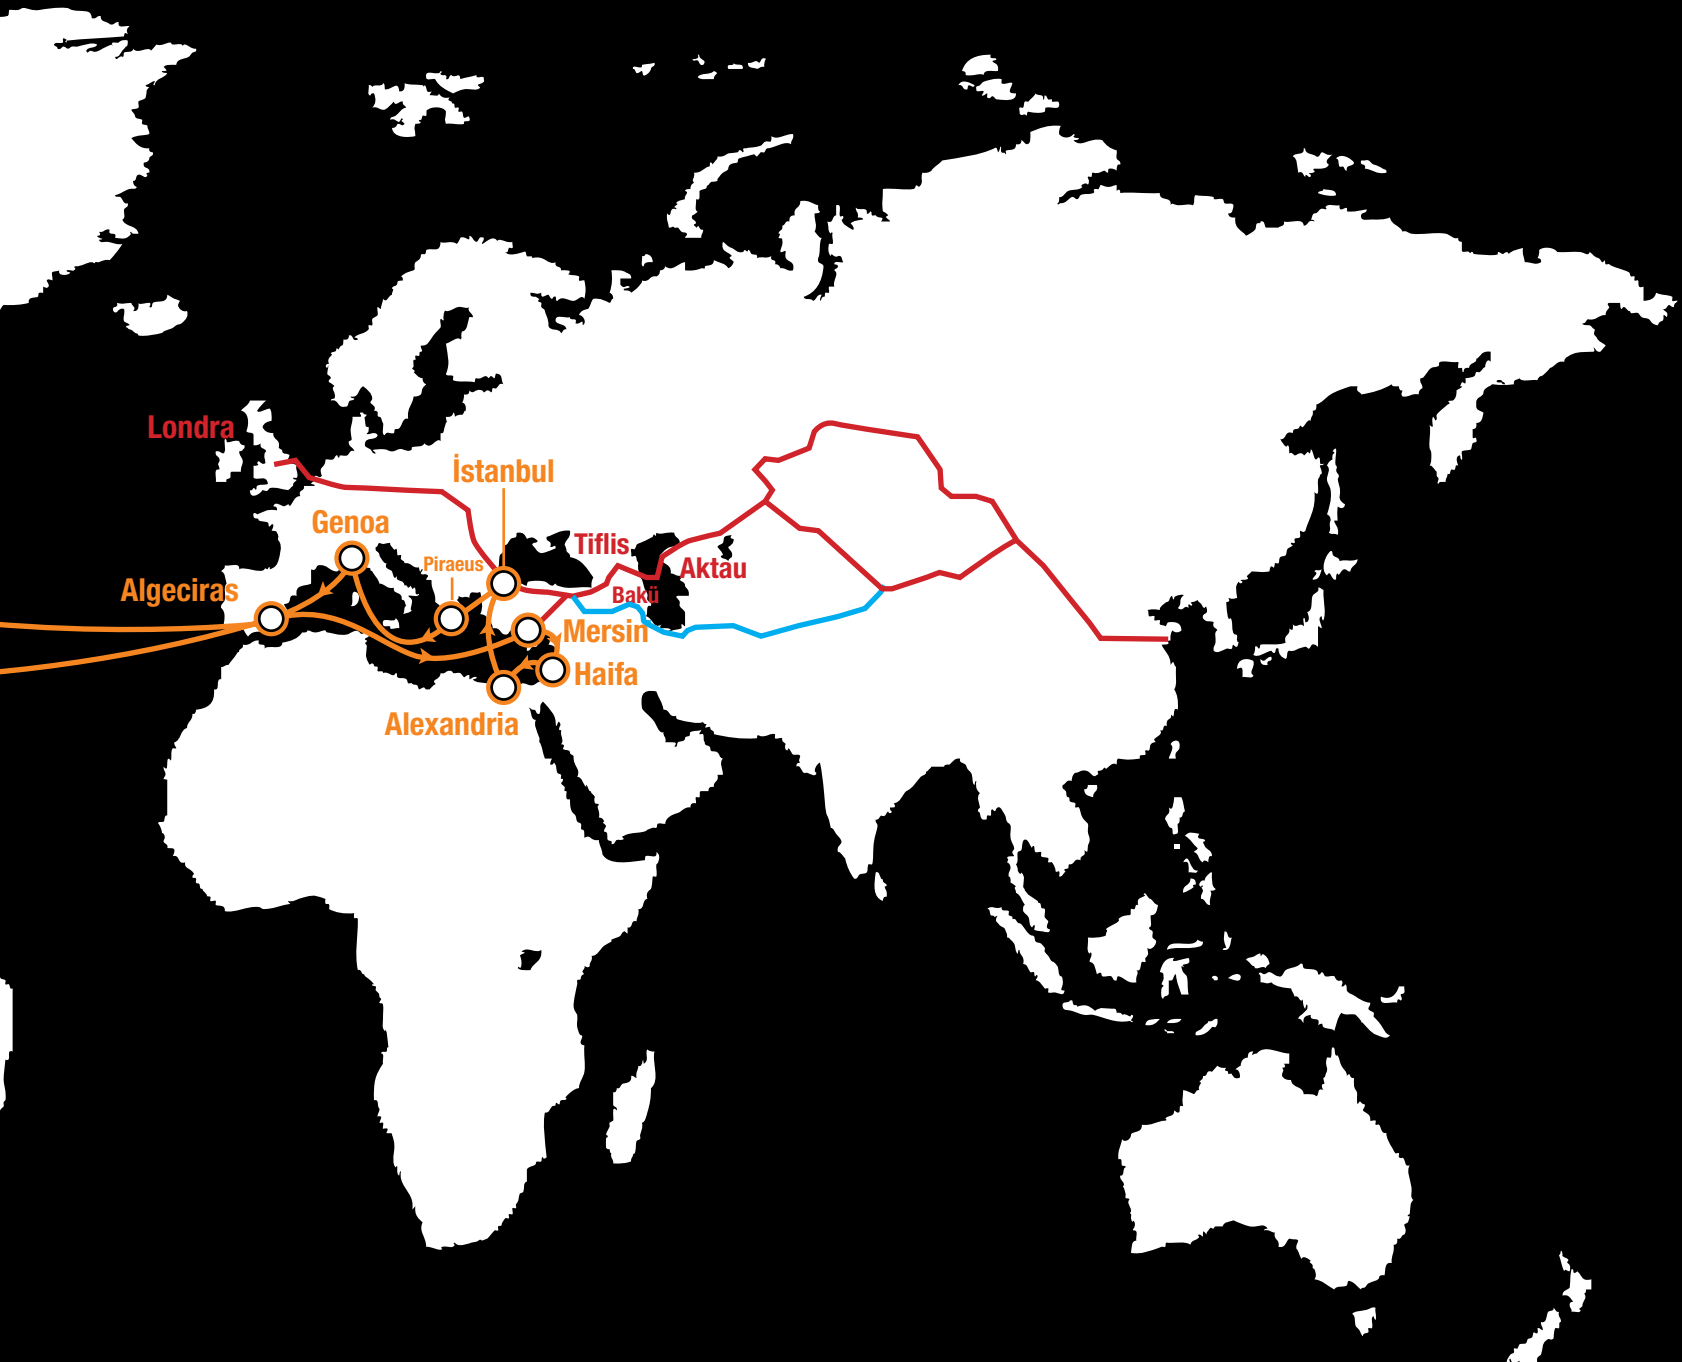 Londra
İstanbul
Genoa
Tiflis
Piraeus
Aktau
Algeciras
Bakü
Mersin
Haifa
Alexandria